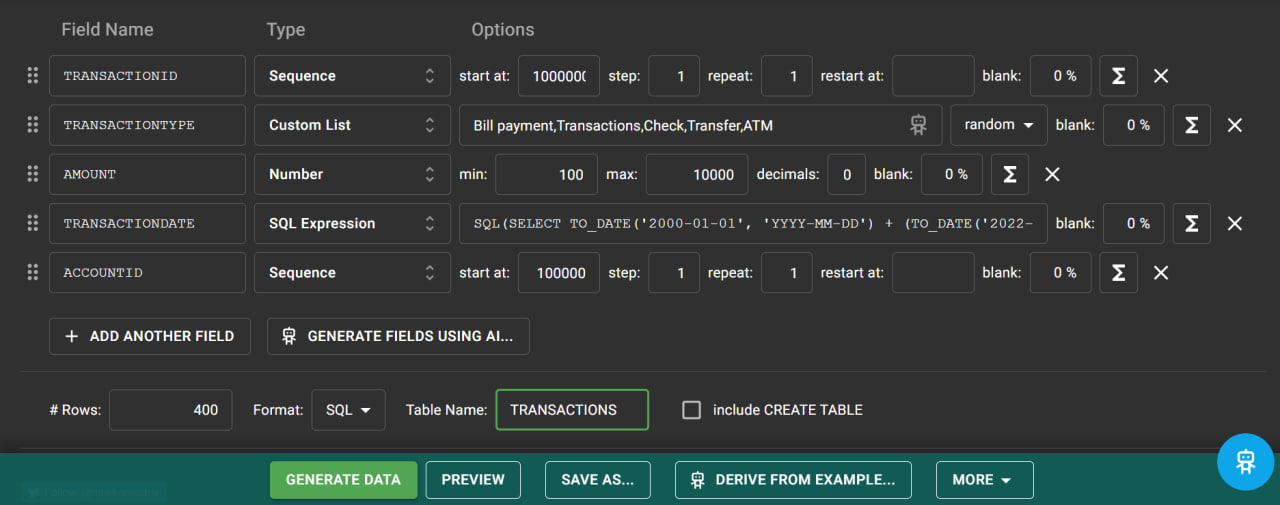 Field Name Type Options
TRANSACTIONID Sequence start at: 1000000 step: 1 repeat: 1 restart at: blank: 0 % Σ
TRANSACTIONTYPE Custom List Bill payment,Transactions,Check,Transfer,ATM random blank: 0 % Σ
AMOUNT Number min: 100 max: 10000 decimals: 0 blank: 0 % Σ
TRANSACTIONDATE SQL Expression SQL(SELECT TO_DATE('2000-01-01', 'YYYY-MM-DD') + (TO_DATE('2022- blank: 0 % Σ
ACCOUNTID Sequence start at: 100000 step: 1 repeat: 1 restart at: blank: 0 % Σ
+ ADD ANOTHER FIELD GENERATE FIELDS USING AI...
# Rows: 400 Format: SQL Table Name: TRANSACTIONS include CREATE TABLE
GENERATE DATA PREVIEW SAVE AS... DERIVE FROM EXAMPLE... MORE
Follow